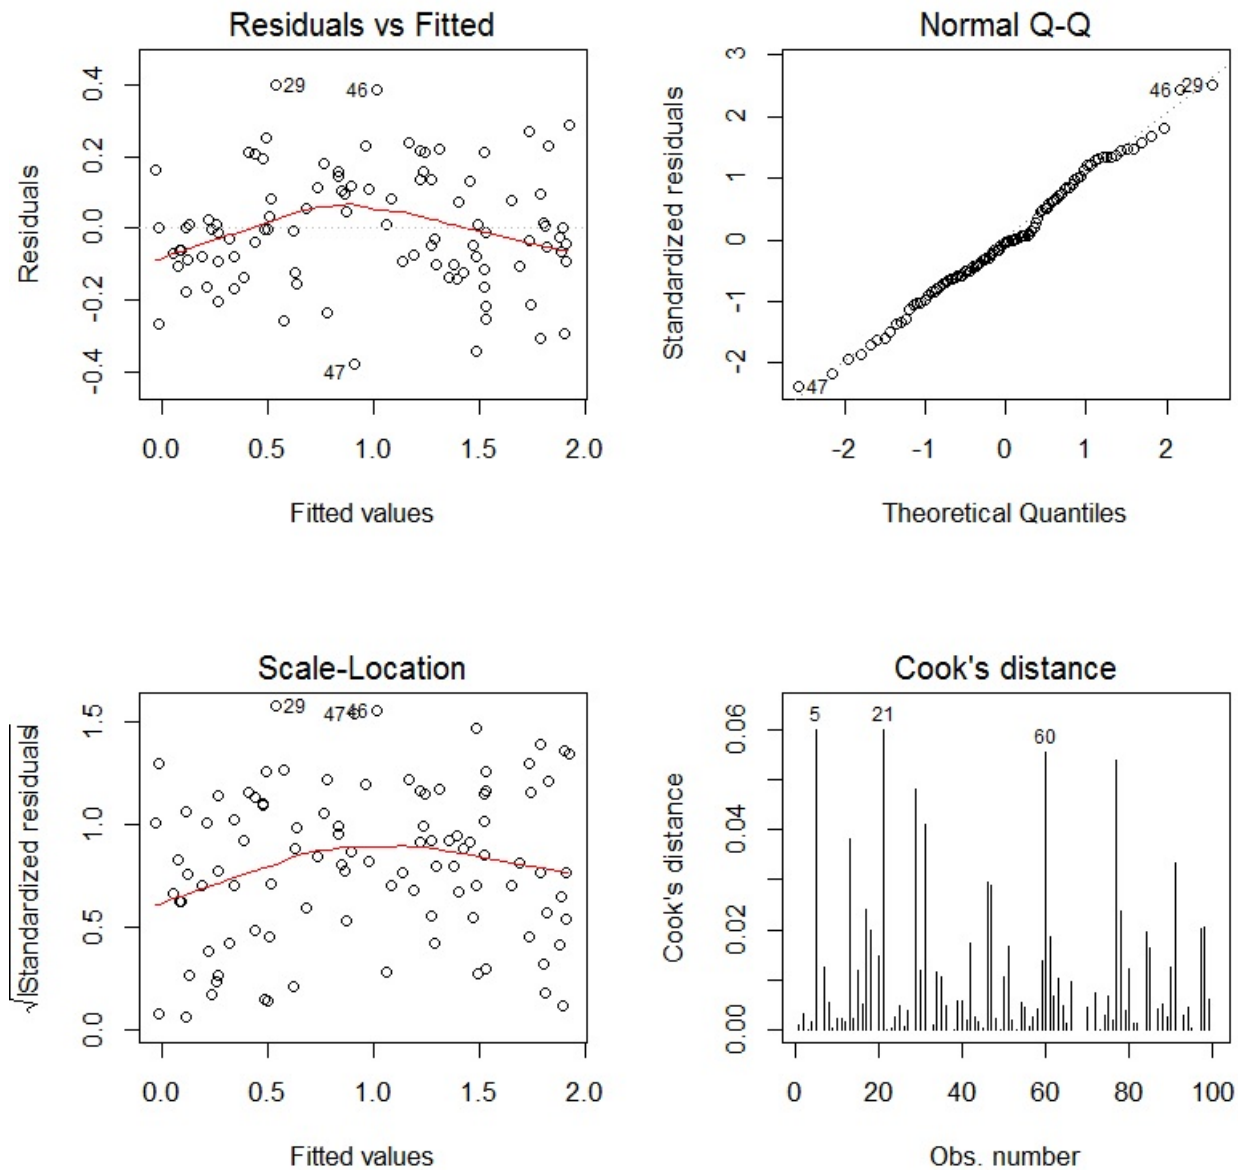 Residuals vs Fitted
Residuals
0.4
0.2
0.0
-0.2
-0.4
29
46
47
0.0 0.5 1.0 1.5 2.0
Fitted values
Normal Q-Q
Standardized residuals
3
2
1
0
-1
-2
46 29
47
-2 -1 0 1 2
Theoretical Quantiles
Scale-Location
√|Standardized residuals|
1.5
1.0
0.5
0.0
29
47 46
0.0 0.5 1.0 1.5 2.0
Fitted values
Cook's distance
Cook's distance
0.06
0.04
0.02
0.00
5
21
60
0 20 40 60 80 100
Obs. number